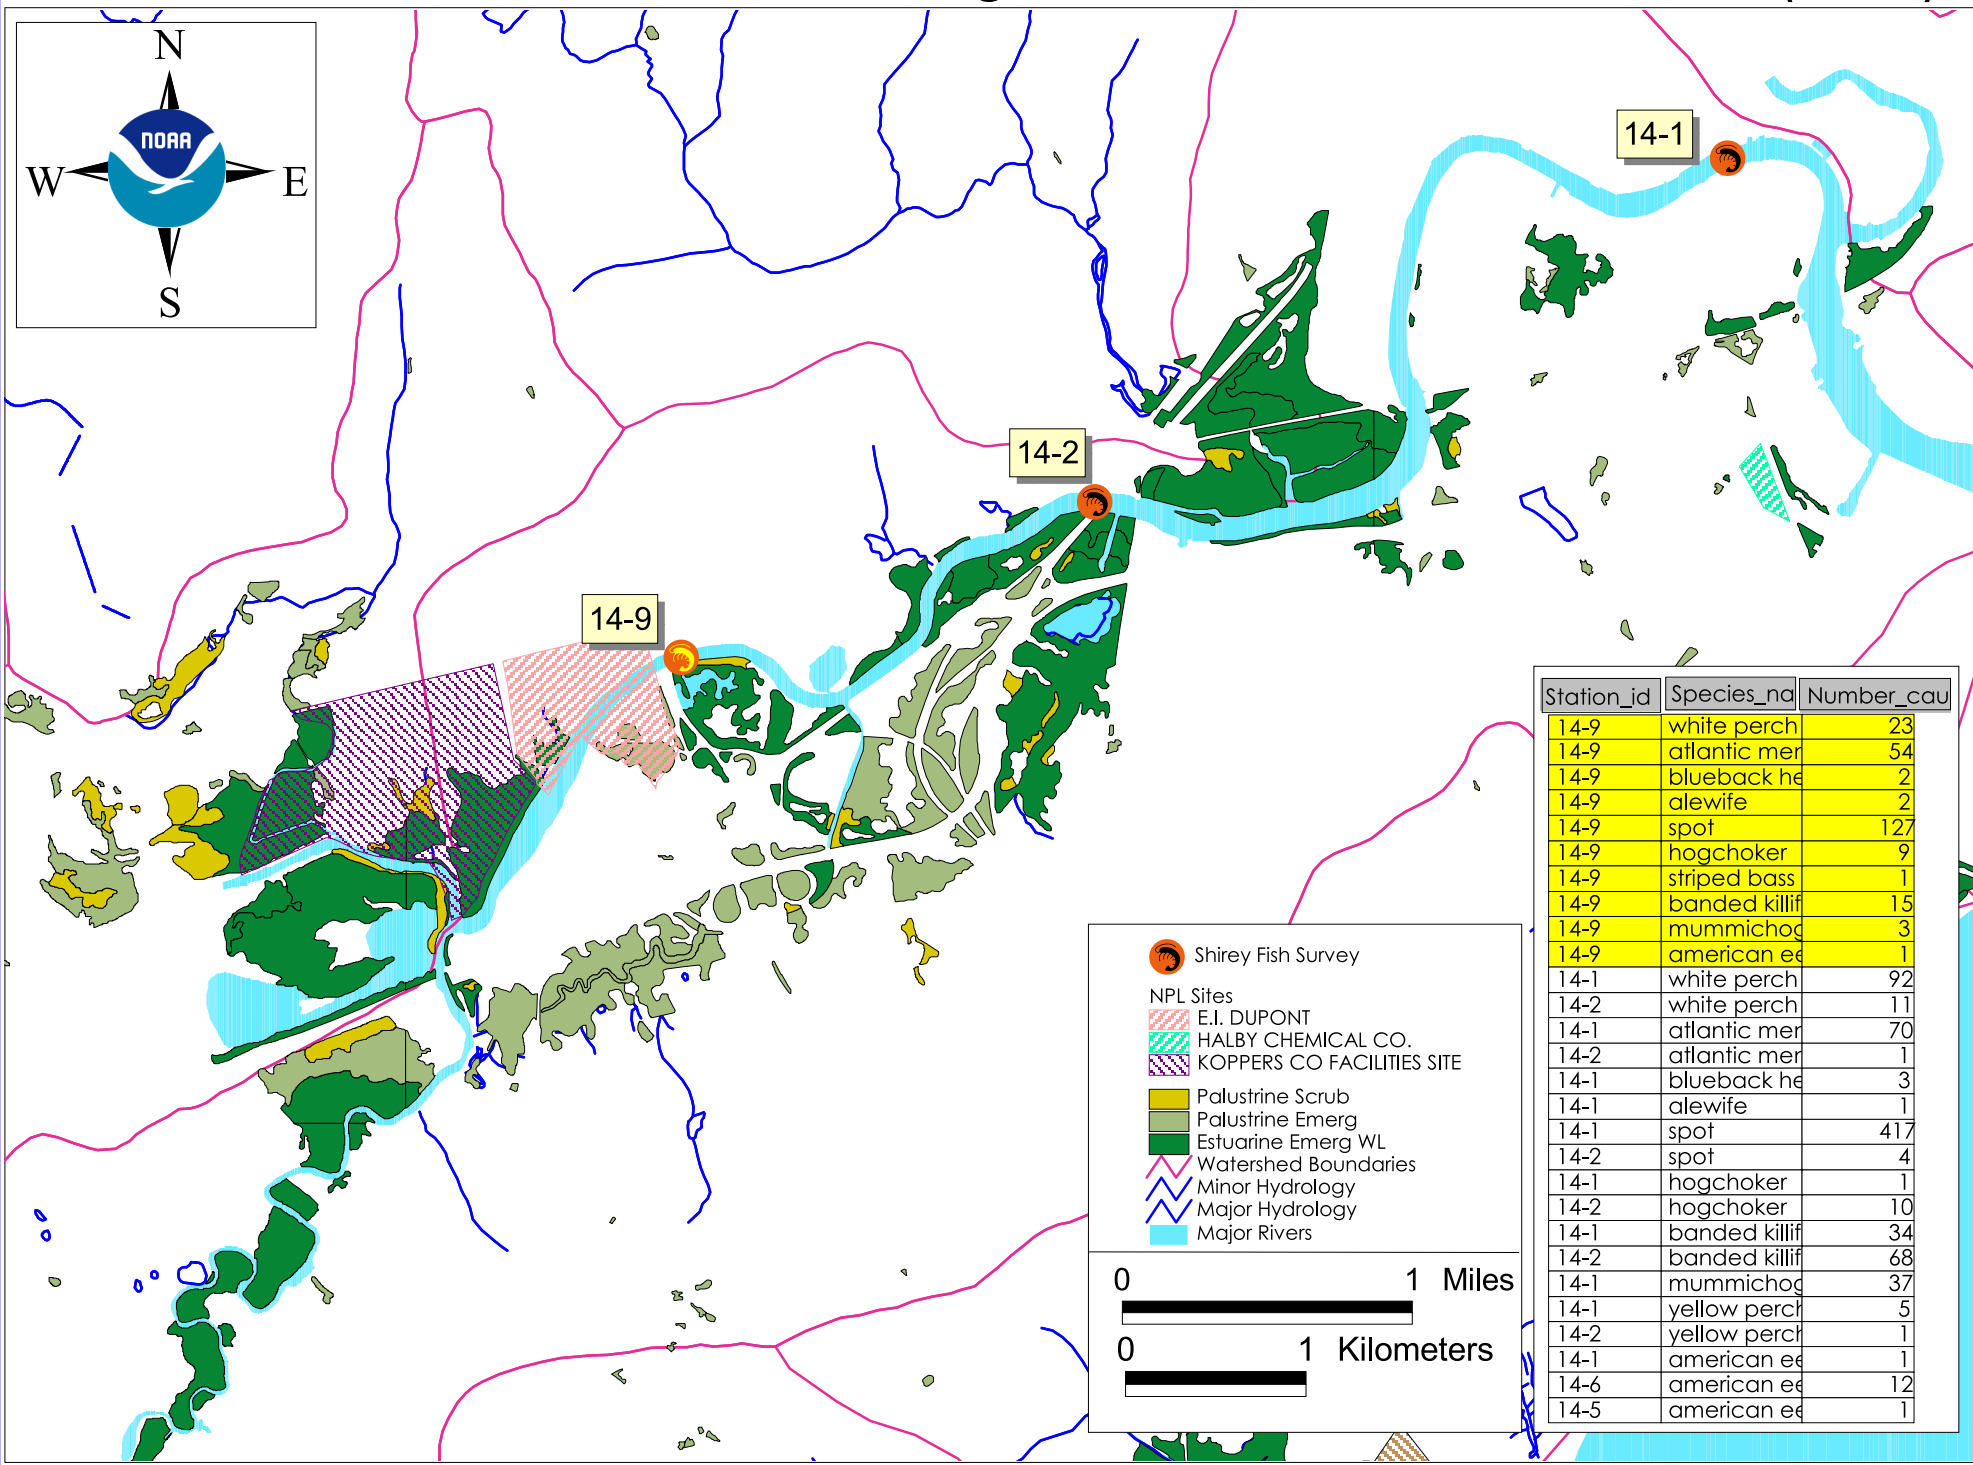 N
NOAA
W E
S
14-1
14-2
14-9
Shirey Fish Survey
NPL Sites
E.I. DUPONT
HALBY CHEMICAL CO.
KOPPERS CO FACILITIES SITE
Palustrine Scrub
Palustrine Emerg
Estuarine Emerg WL
Watershed Boundaries
Minor Hydrology
Major Hydrology
Major Rivers
0 1 Miles
0 1 Kilometers
Station_id Species_na Number_cau
14-9 white perch 23
14-9 atlantic mer 54
14-9 blueback he 2
14-9 alewife 2
14-9 spot 127
14-9 hogchoker 9
14-9 striped bass 1
14-9 banded killif 15
14-9 mummichog 3
14-9 american ee 1
14-1 white perch 92
14-2 white perch 11
14-1 atlantic mer 70
14-2 atlantic mer 1
14-1 blueback he 3
14-1 alewife 1
14-1 spot 417
14-2 spot 4
14-1 hogchoker 1
14-2 hogchoker 10
14-1 banded killif 34
14-2 banded killif 68
14-1 mummichog 37
14-1 yellow perch 5
14-2 yellow perch 1
14-1 american ee 1
14-6 american ee 12
14-5 american ee 1